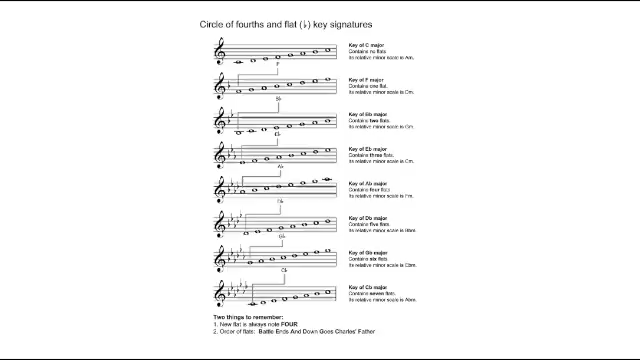 Circle of fourths and flat (♭) key signatures
Key of C major
Contains no flats
Its relative minor scale is Am.
F
Key of F major
Contains one flat.
Its relative minor scale is Dm.
Bb
Key of Bb major
Contains two flats.
Its relative minor scale is Gm.
Eb
Key of Eb major
Contains three flats.
Its relative minor scale is Cm.
Ab
Key of Ab major
Contains four flats
Its relative minor scale is Fm.
Db
Key of Db major
Contains five flats.
Its relative minor scale is Bbm.
Gb
Key of Gb major
Contains six flats
Its relative minor scale is Ebm.
Cb
Key of Cb major
Contains seven flats.
Its relative minor scale is Abm.
Two things to remember:
1. New flat is always note FOUR
2. Order of flats: Battle Ends And Down Goes Charles' Father